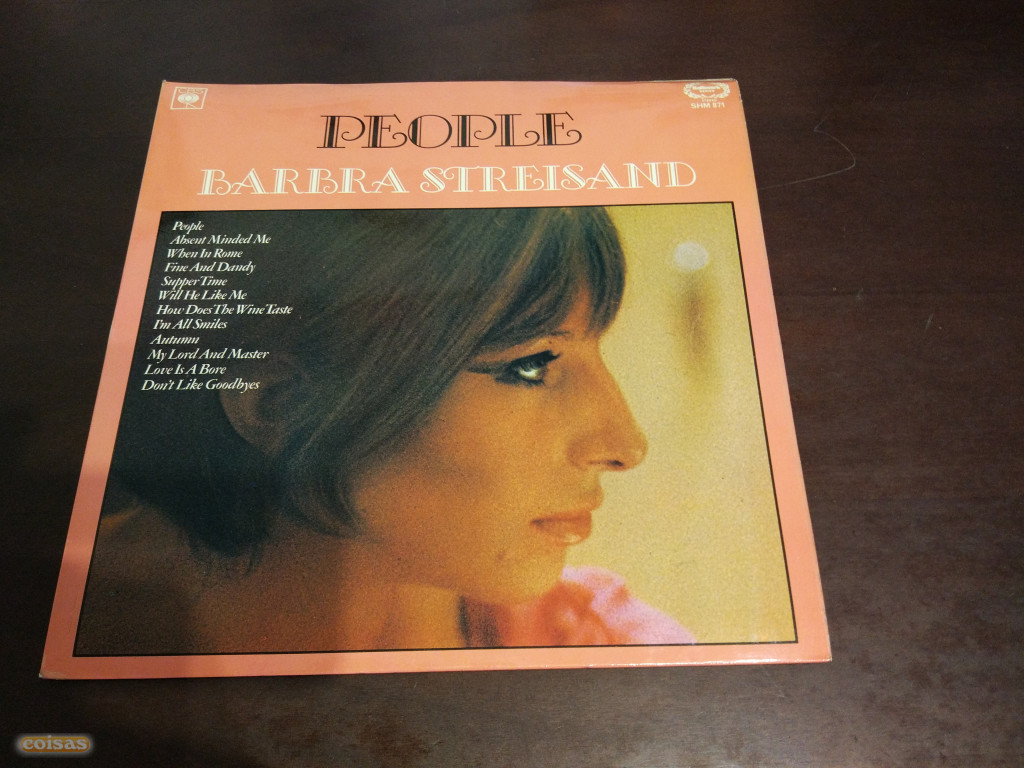 CBS
Hallmark
SHM 871
PEOPLE
BARBRA STREISAND
People
Absent Minded Me
When In Rome
Fine And Dandy
Supper Time
Will He Like Me
How Does The Wine Taste
I'm All Smiles
Autumn
My Lord And Master
Love Is A Bore
Don't Like Goodbyes
coisas